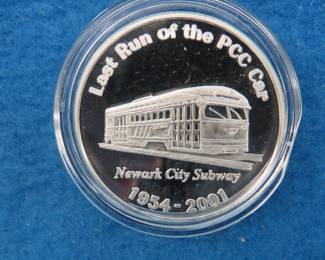 Last Run of the PCC Car
Newark City Subway
1954 - 2001